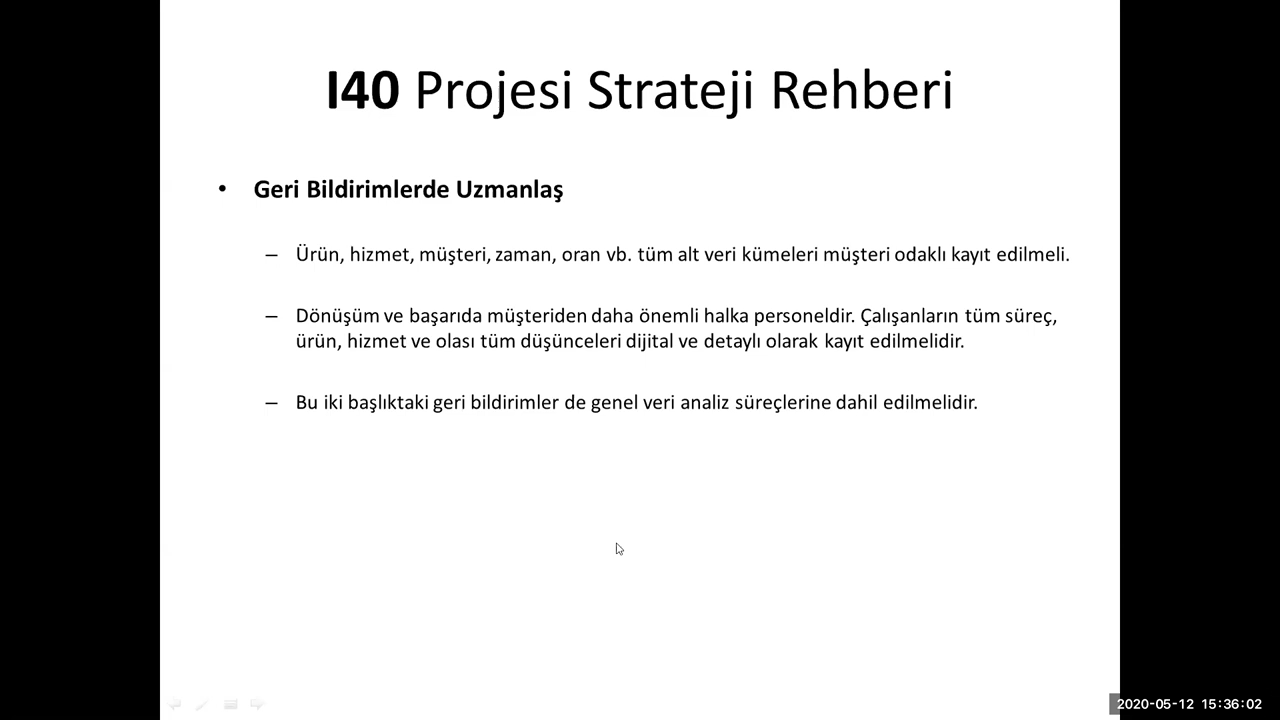 I40 Projesi Strateji Rehberi
• Geri Bildirimlerde Uzmanlaş
– Ürün, hizmet, müşteri, zaman, oran vb. tüm alt veri kümeleri müşteri odaklı kayıt edilmeli.
– Dönüşüm ve başarıda müşteriden daha önemli halka personeldir. Çalışanların tüm süreç,
ürün, hizmet ve olası tüm düşünceleri dijital ve detaylı olarak kayıt edilmelidir.
– Bu iki başlıktaki geri bildirimler de genel veri analiz süreçlerine dahil edilmelidir.
2020-05-12 15:36:02